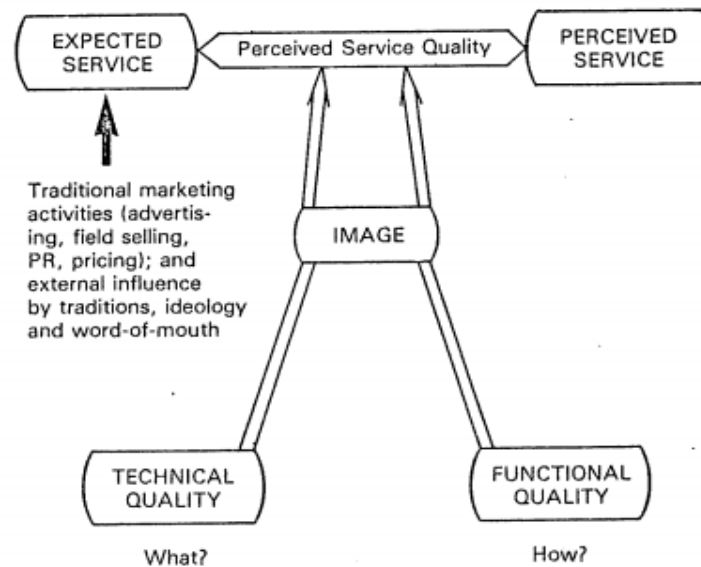 EXPECTED
SERVICE
Perceived Service Quality
PERCEIVED
SERVICE
Traditional marketing
activities (advertis-
ing, field selling,
PR, pricing); and
external influence
by traditions, ideology
and word-of-mouth
IMAGE
TECHNICAL
QUALITY
FUNCTIONAL
QUALITY
What?
How?